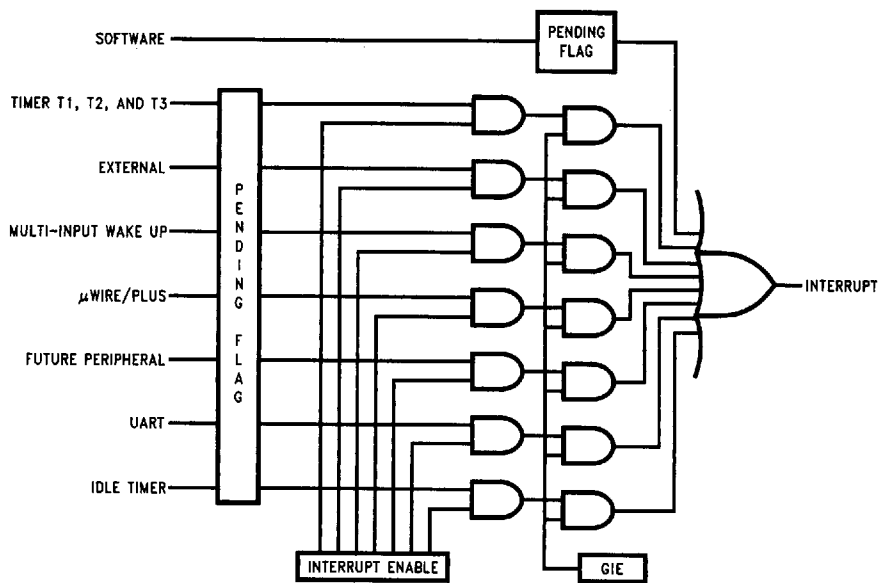 SOFTWARE
PENDING
FLAG
TIMER T1, T2, AND T3
EXTERNAL
MULTI-INPUT WAKE UP
μWIRE/PLUS
FUTURE PERIPHERAL
UART
IDLE TIMER
PENDING FLAG
INTERRUPT
INTERRUPT ENABLE
GIE